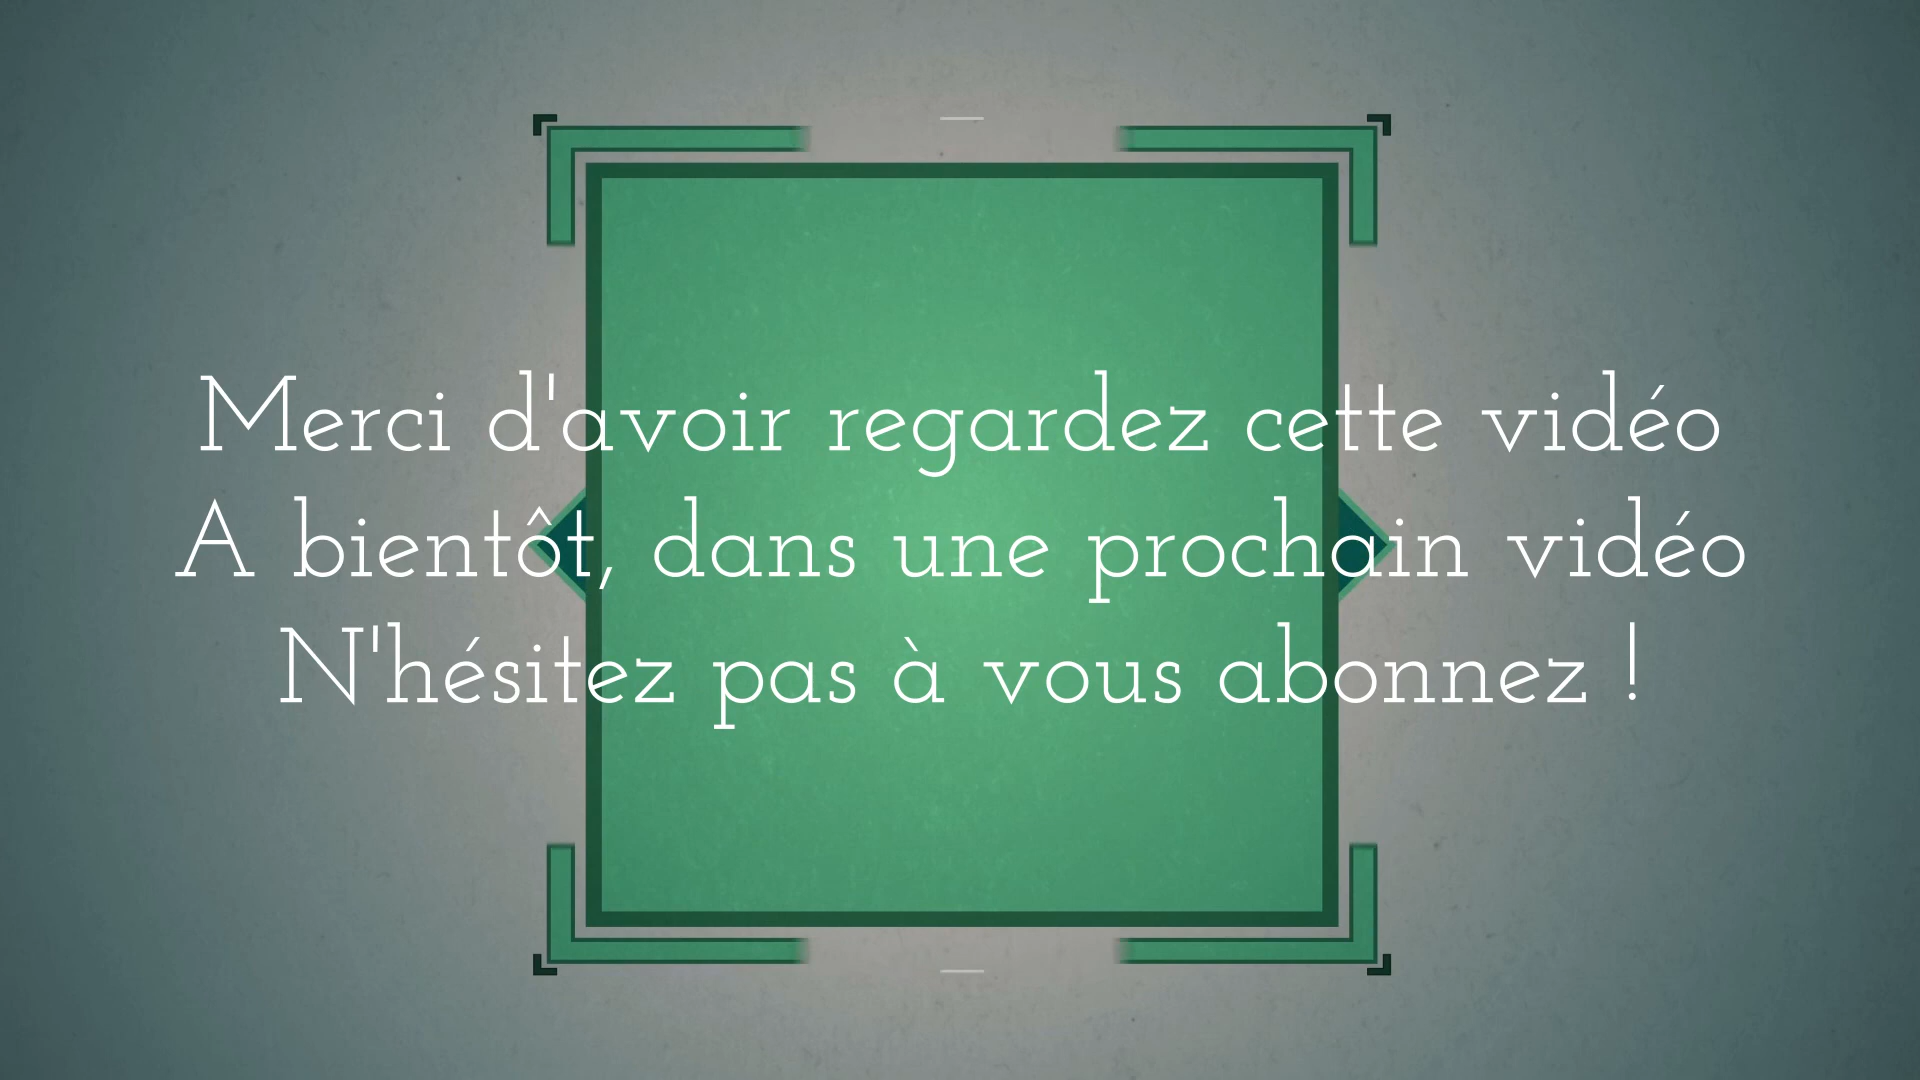 Merci d'avoir regardez cette vidéo
A bientôt, dans une prochain vidéo
N'hésitez pas à vous abonnez !